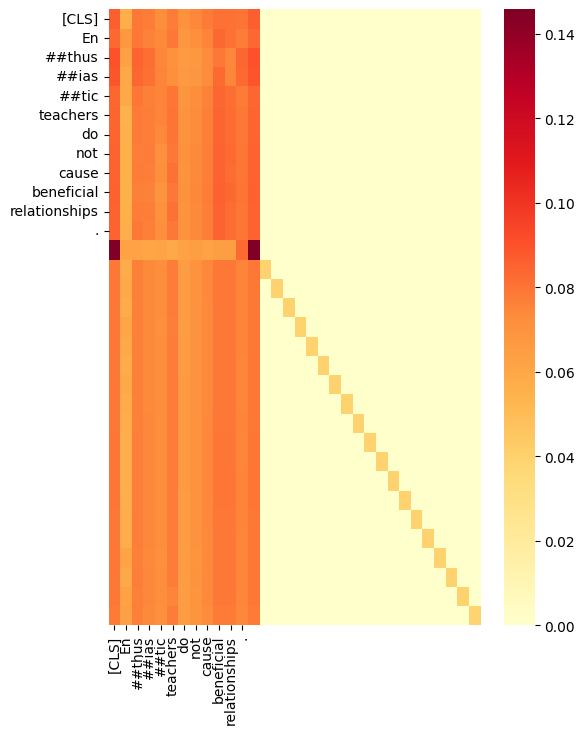 [CLS]
En
##thus
##ias
##tic
teachers
do
not
cause
beneficial
relationships
.
0.14
0.12
0.10
0.08
0.06
0.04
0.02
0.00
[CLS]
En
##thus
##ias
##tic
teachers
do
not
cause
beneficial
relationships
.